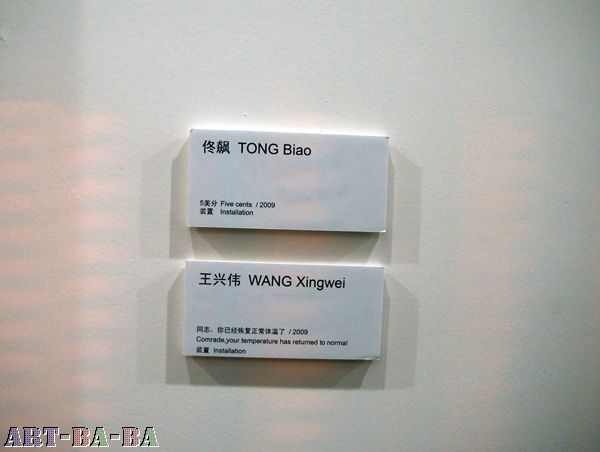 佟飙 TONG Biao
5美分 Five cents / 2009
装置 Installation
王兴伟 WANG Xingwei
同志，你已经恢复正常体温了 / 2009
Comrade,your temperature has returned to normal
装置 Installation
ART-BA-BA